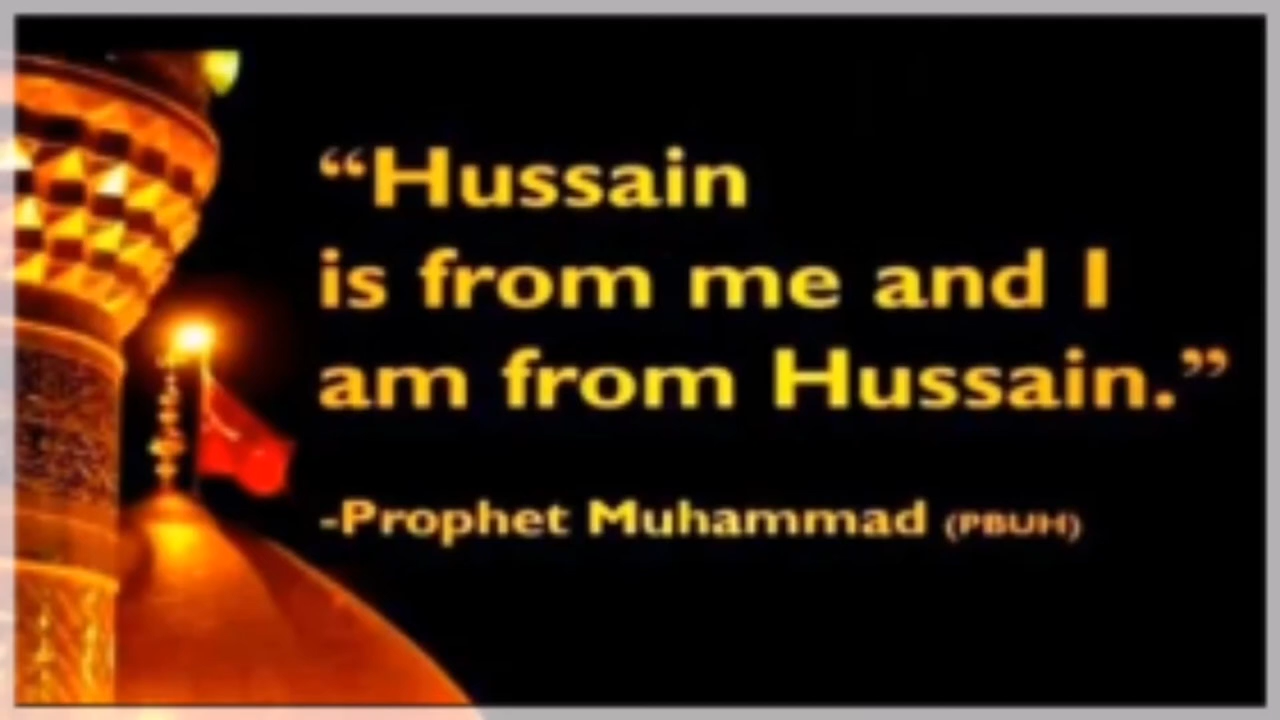 “Hussain
is from me and I
am from Hussain.”
-Prophet Muhammad (PBUH)